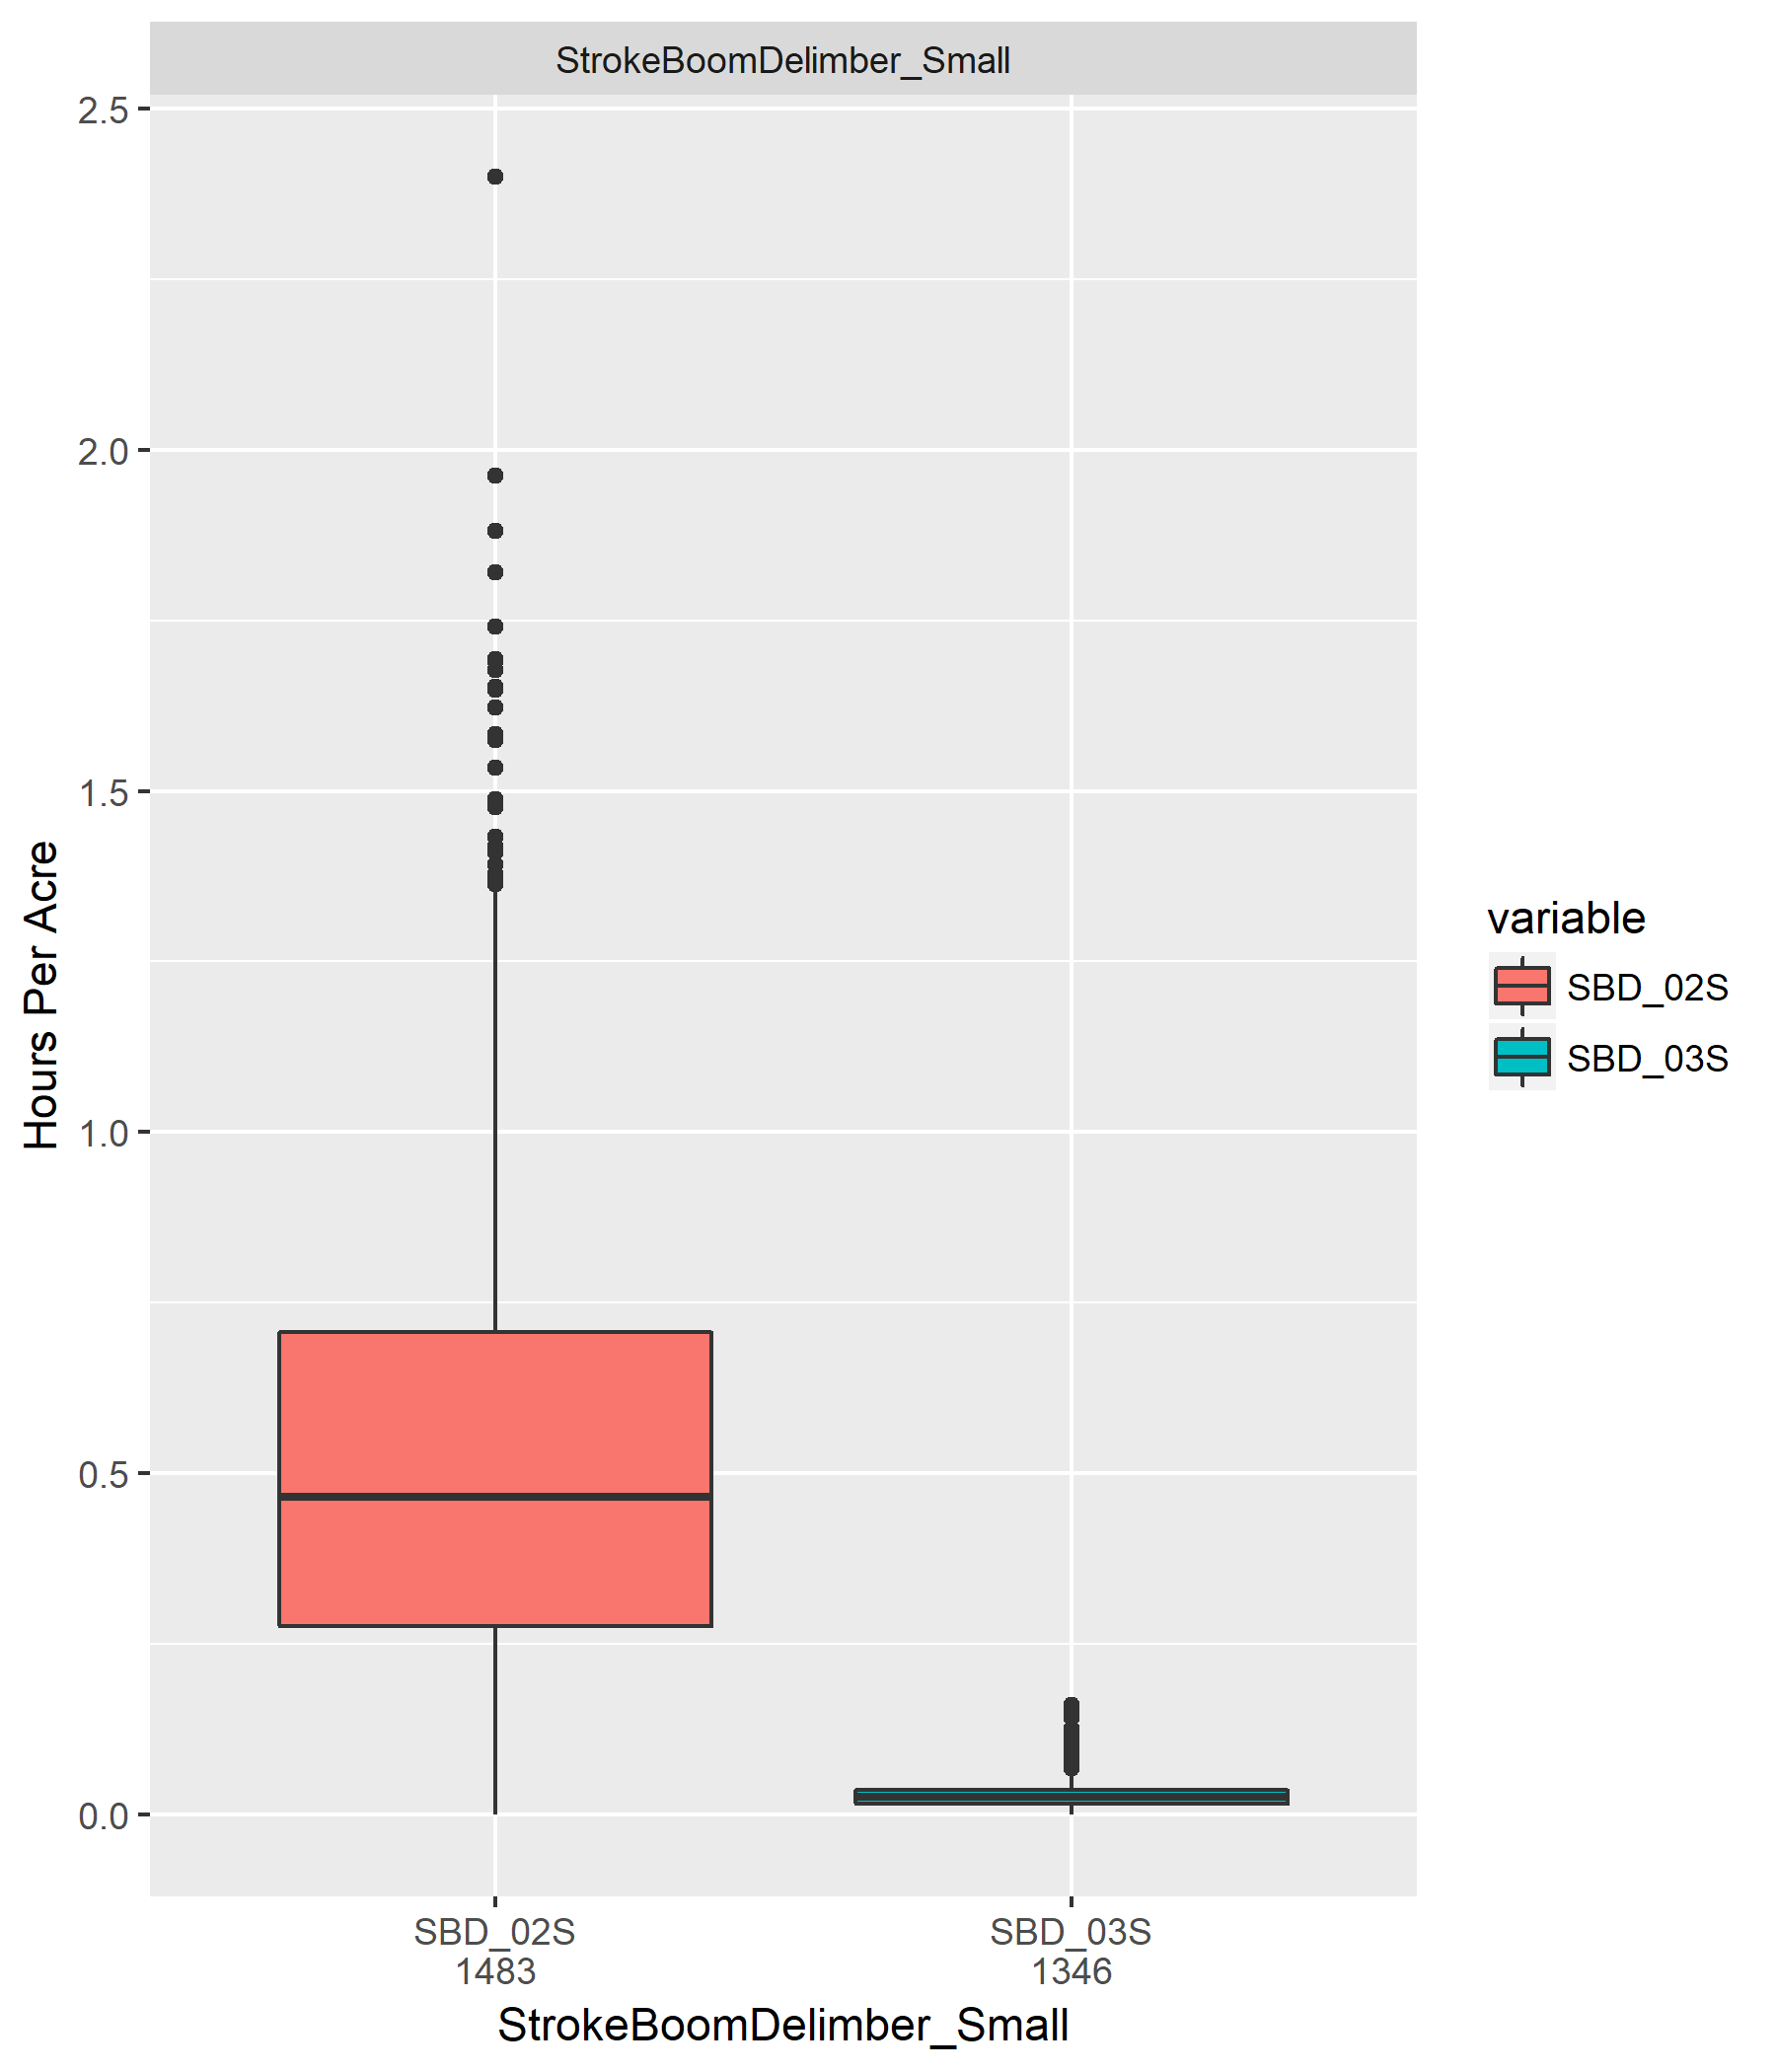 StrokeBoomDelimber_Small
2.5
2.0
1.5
1.0
0.5
0.0
Hours Per Acre
SBD_02S
1483
SBD_03S
1346
StrokeBoomDelimber_Small
variable
SBD_02S
SBD_03S